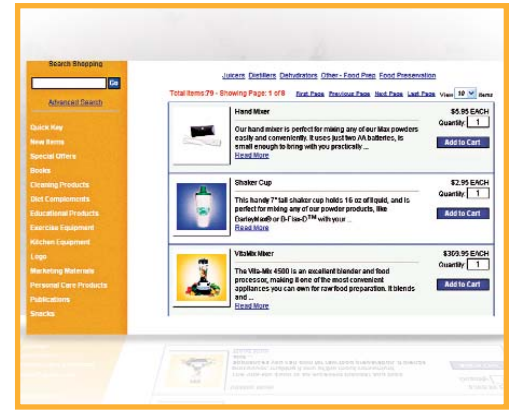 Search Shopping
Go
Advanced Search
Quick Key
New Items
Special Offers
Books
Cleaning Products
Diet Complements
Educational Products
Exercise Equipment
Kitchen Equipment
Logo
Marketing Materials
Personal Care Products
Publications
Snacks
Juicers Distillers Dehydrators Other - Food Prep Food Preservation
Total Items:79 - Showing Page: 1 of 8 First Page Previous Page Next Page Last Page View 10 items
Hand Mixer
$5.95 EACH
Quantity: 1
Our hand mixer is perfect for mixing any of our Max powders
easily and conveniently. It uses just two AA batteries, is
small enough to bring with you practically ...
Read More
Add to Cart
Shaker Cup
$2.95 EACH
Quantity: 1
This handy 7" tall shaker cup holds 16 oz of liquid, and is
perfect for mixing any of our powder products, like
BarleyMax® or B-Flax-D™ with your ...
Read More
Add to Cart
VitaMix Mixer
$309.95 EACH
Quantity: 1
The Vita-Mix 4500 is an excellent blender and food
processor, making it one of the most convenient
appliances you can own for raw food preparation. It blends
and ...
Read More
Add to Cart